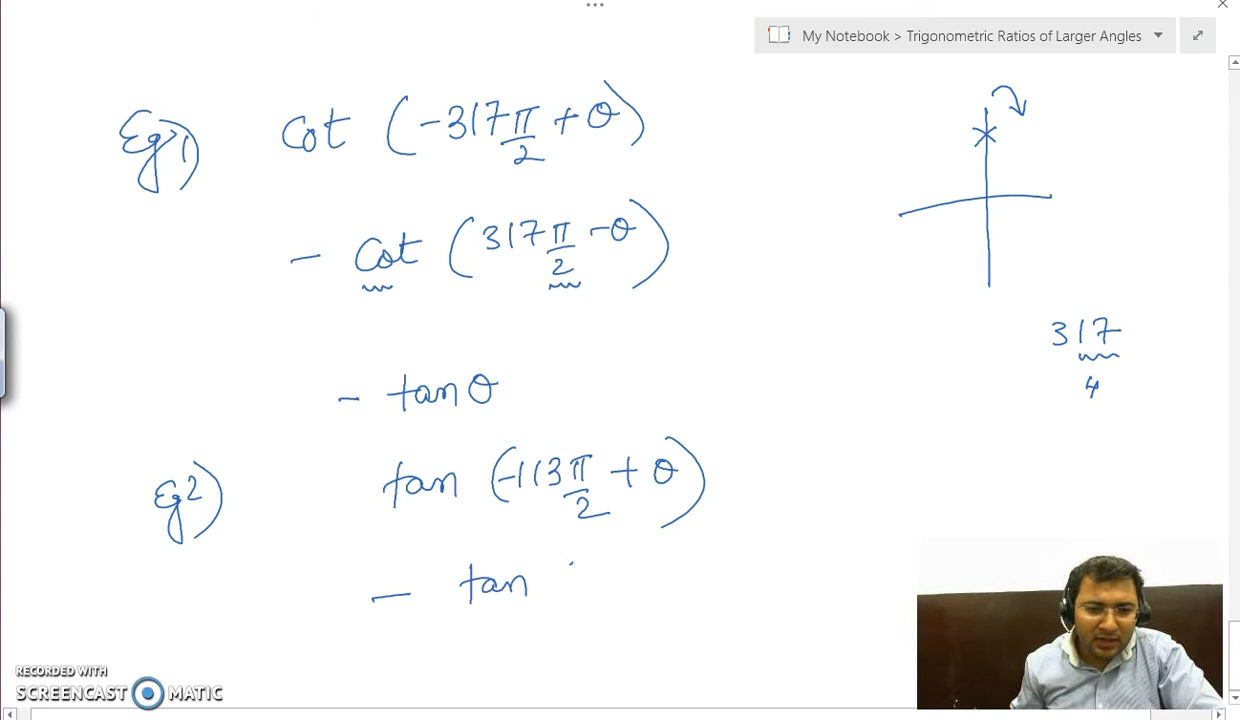 My Notebook > Trigonometric Ratios of Larger Angles
Eg1) cot (-317π/2 + θ)
- cot (317π/2 - θ)
317
4
- tanθ
Eg2) tan (-113π/2 + θ)
- tan
RECORDED WITH
SCREENCAST MATIC